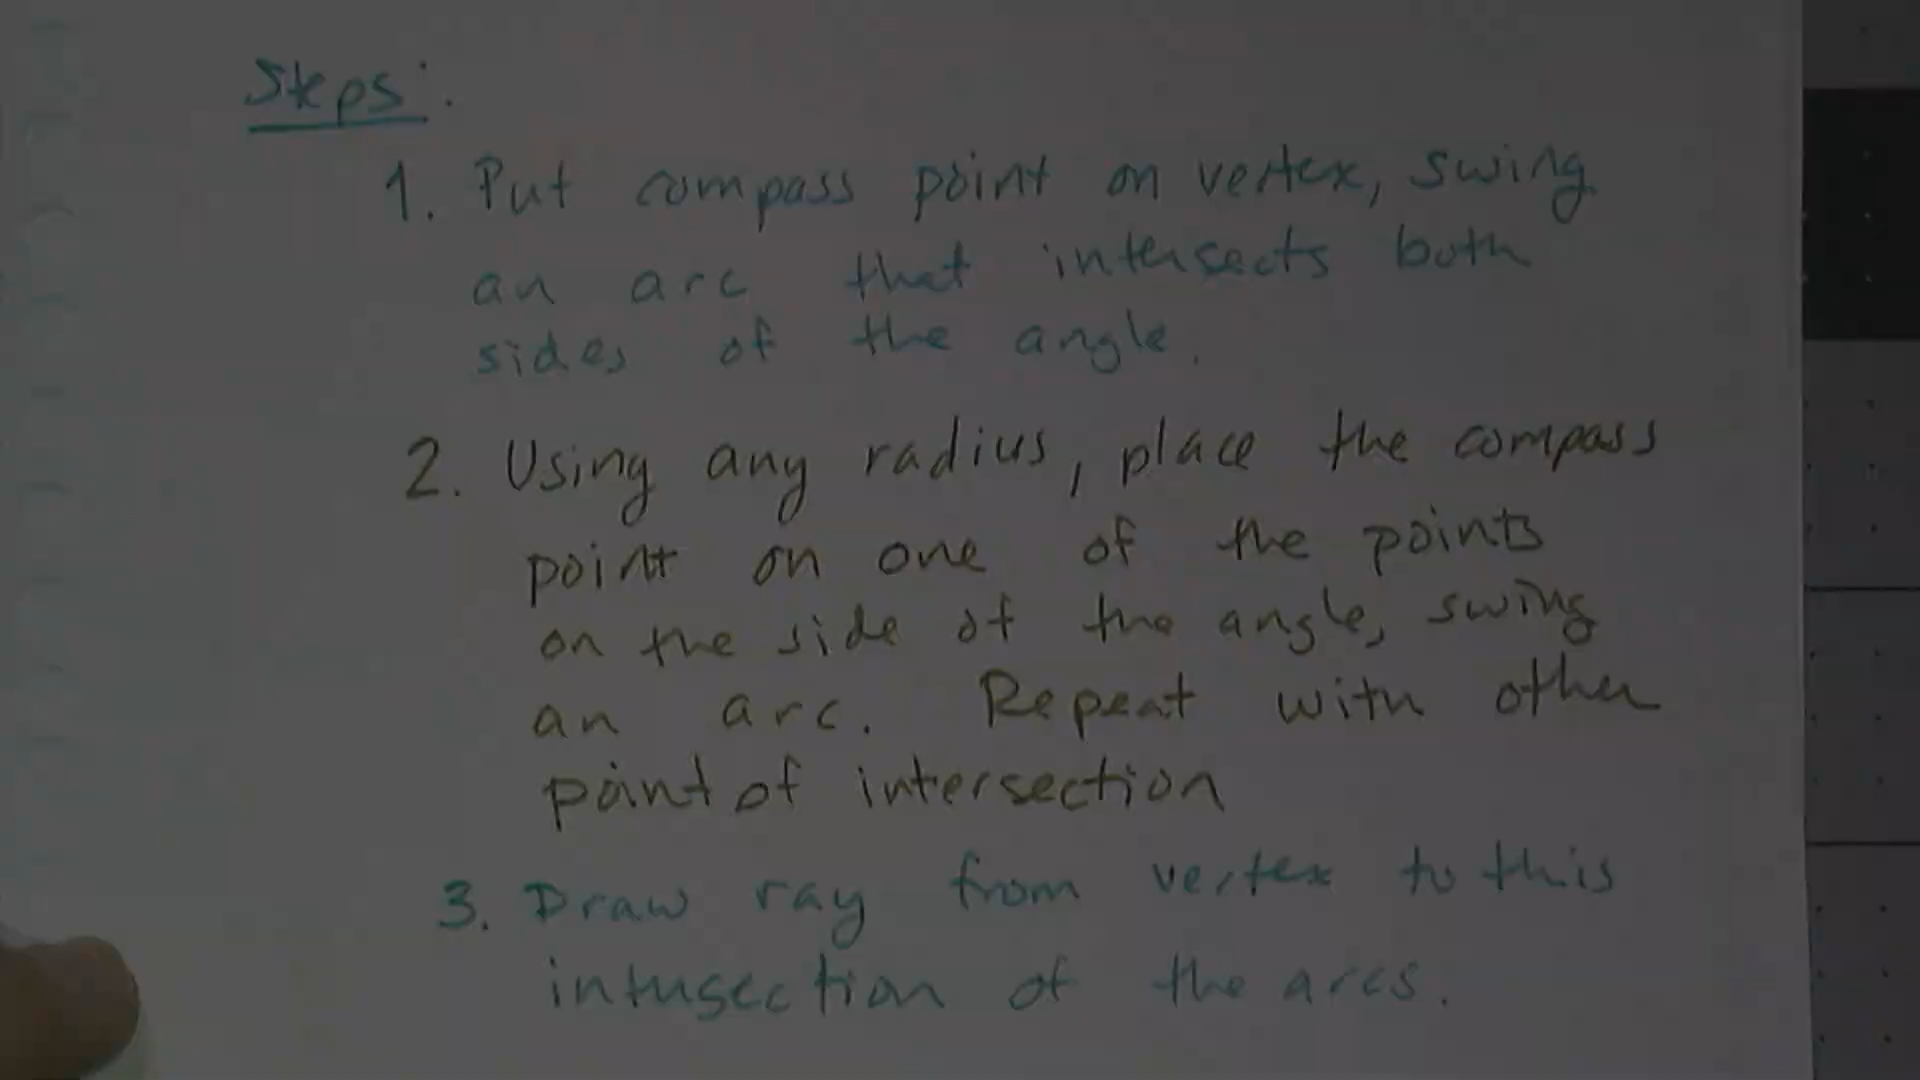 Steps:
1. Put compass point on vertex, swing
an arc that intersects both
sides of the angle.
2. Using any radius, place the compass
point on one of the points
on the side of the angle, swing
an arc. Repeat with other
point of intersection
3. Draw ray from vertex to this
intersection of the arcs.